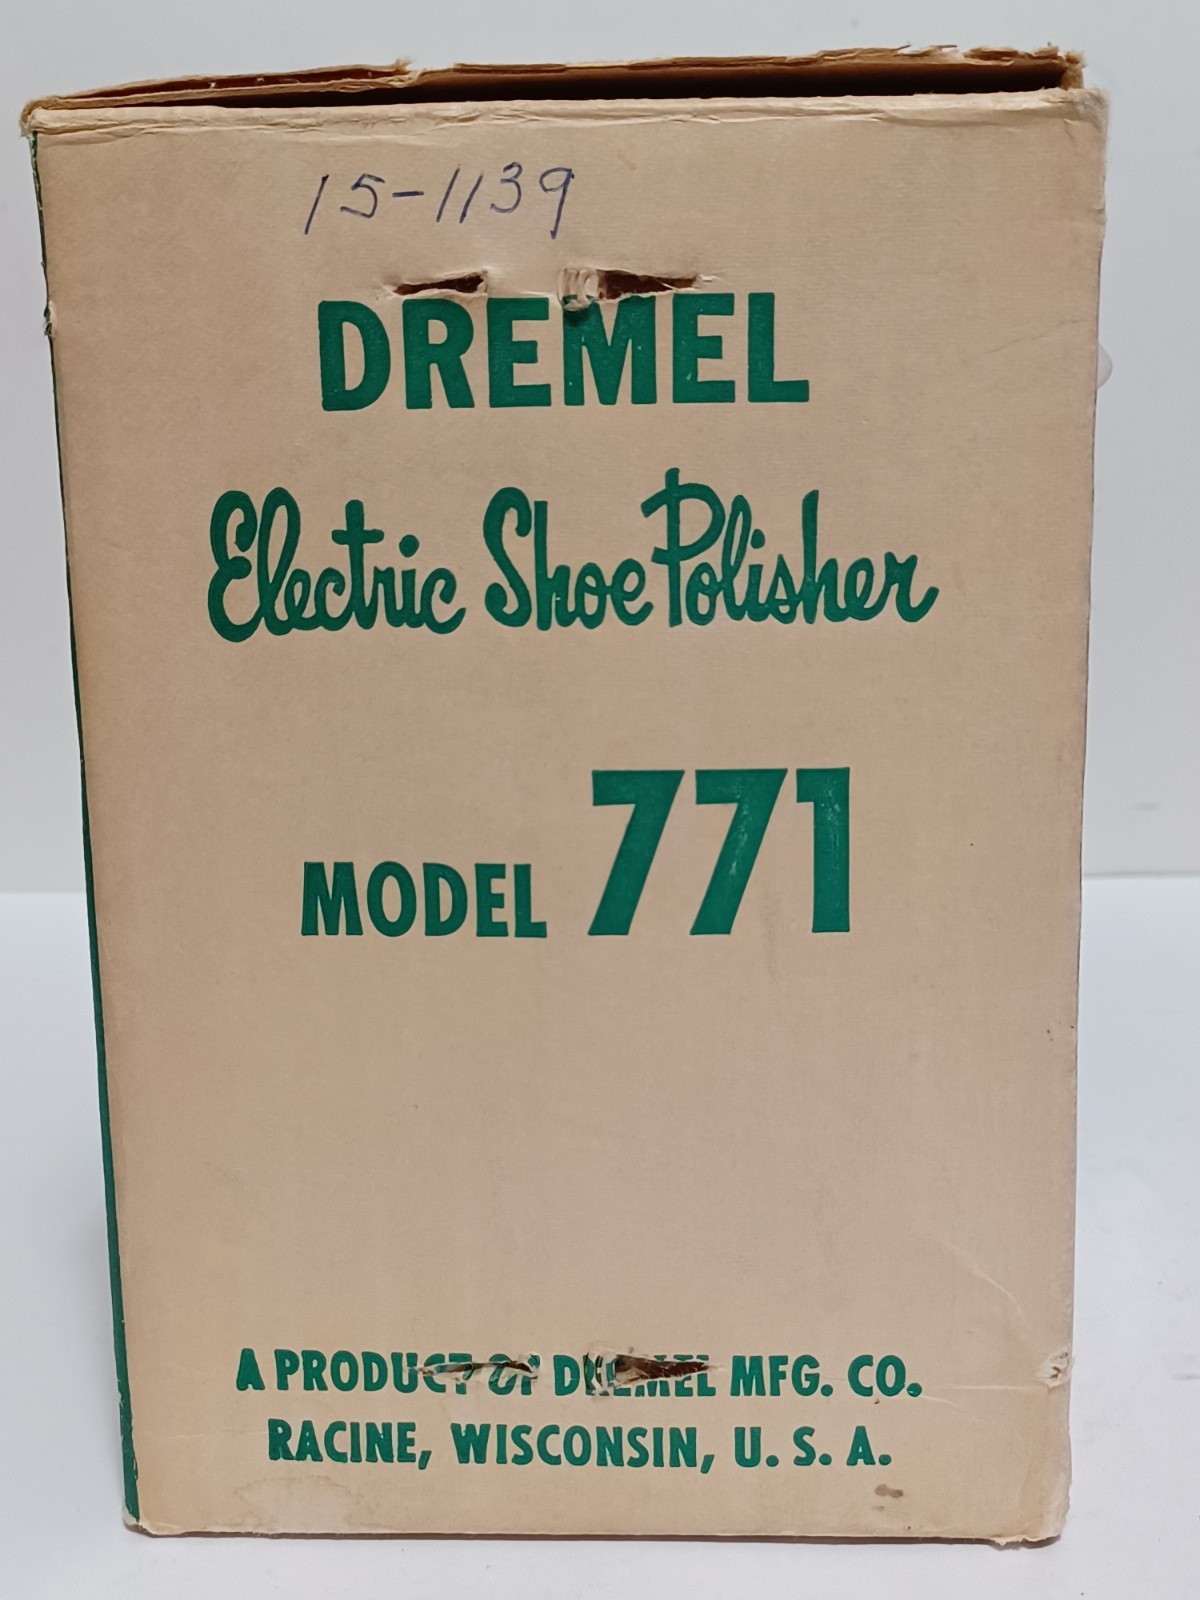 15-1139
DREMEL
Electric Shoe Polisher
MODEL 771
A PRODUCT OF DREMEL MFG. CO.
RACINE, WISCONSIN, U. S. A.